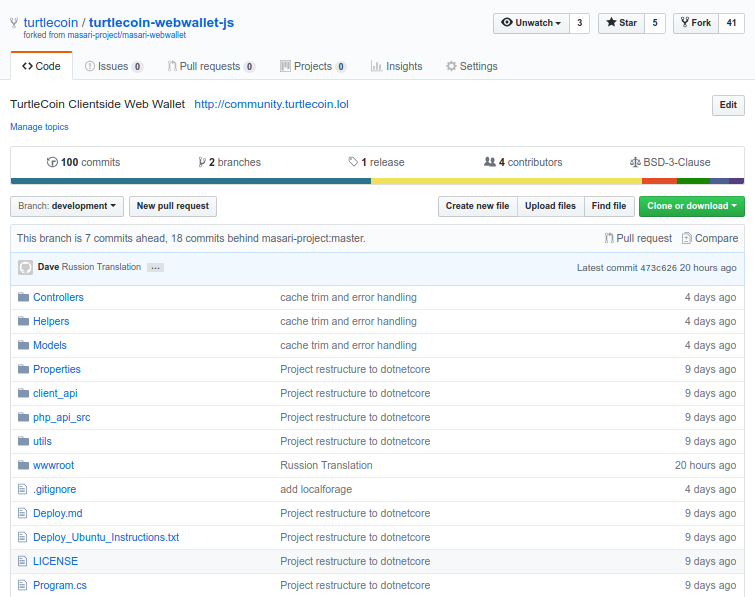 turtlecoin / turtlecoin-webwallet-js
Unwatch 3 Star 5 Fork 41
forked from masari-project/masari-webwallet
Code Issues 0 Pull requests 0 Projects 0 Insights Settings
TurtleCoin Clientside Web Wallet http://community.turtlecoin.lol
Edit
Manage topics
100 commits 2 branches 1 release 4 contributors BSD-3-Clause
Branch: development New pull request Create new file Upload files Find file Clone or download
This branch is 7 commits ahead, 18 commits behind masari-project:master. Pull request Compare
Dave Russion Translation ... Latest commit 473c626 20 hours ago
Controllers cache trim and error handling 4 days ago
Helpers cache trim and error handling 4 days ago
Models cache trim and error handling 4 days ago
Properties Project restructure to dotnetcore 9 days ago
client_api Project restructure to dotnetcore 9 days ago
php_api_src Project restructure to dotnetcore 9 days ago
utils Project restructure to dotnetcore 9 days ago
wwwroot Russion Translation 20 hours ago
.gitignore add localforage 4 days ago
Deploy.md Project restructure to dotnetcore 9 days ago
Deploy_Ubuntu_Instructions.txt Project restructure to dotnetcore 9 days ago
LICENSE Project restructure to dotnetcore 9 days ago
Program.cs Project restructure to dotnetcore 9 days ago